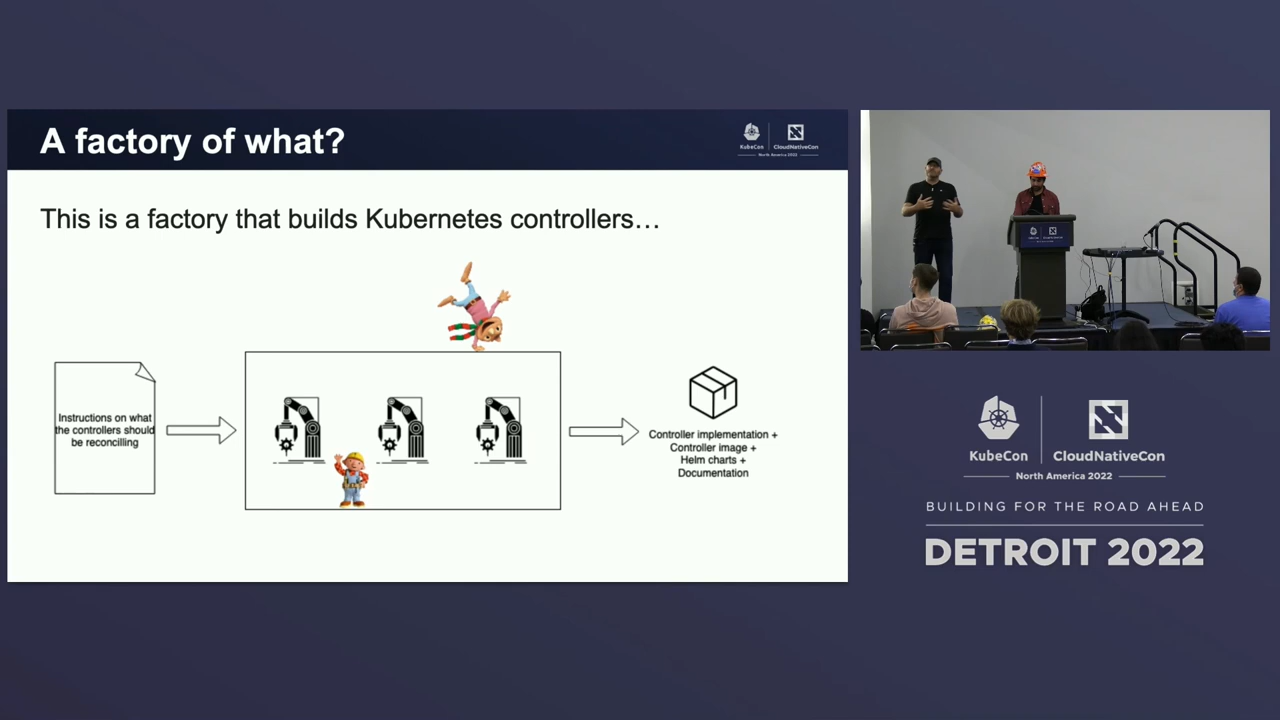 A factory of what?
KubeCon
CloudNativeCon
North America 2022
This is a factory that builds Kubernetes controllers…
Instructions on what
the controllers should
be reconcilling
Controller implementation +
Controller image +
Helm charts +
Documentation
KubeCon
CloudNativeCon
North America 2022
BUILDING FOR THE ROAD AHEAD
DETROIT 2022